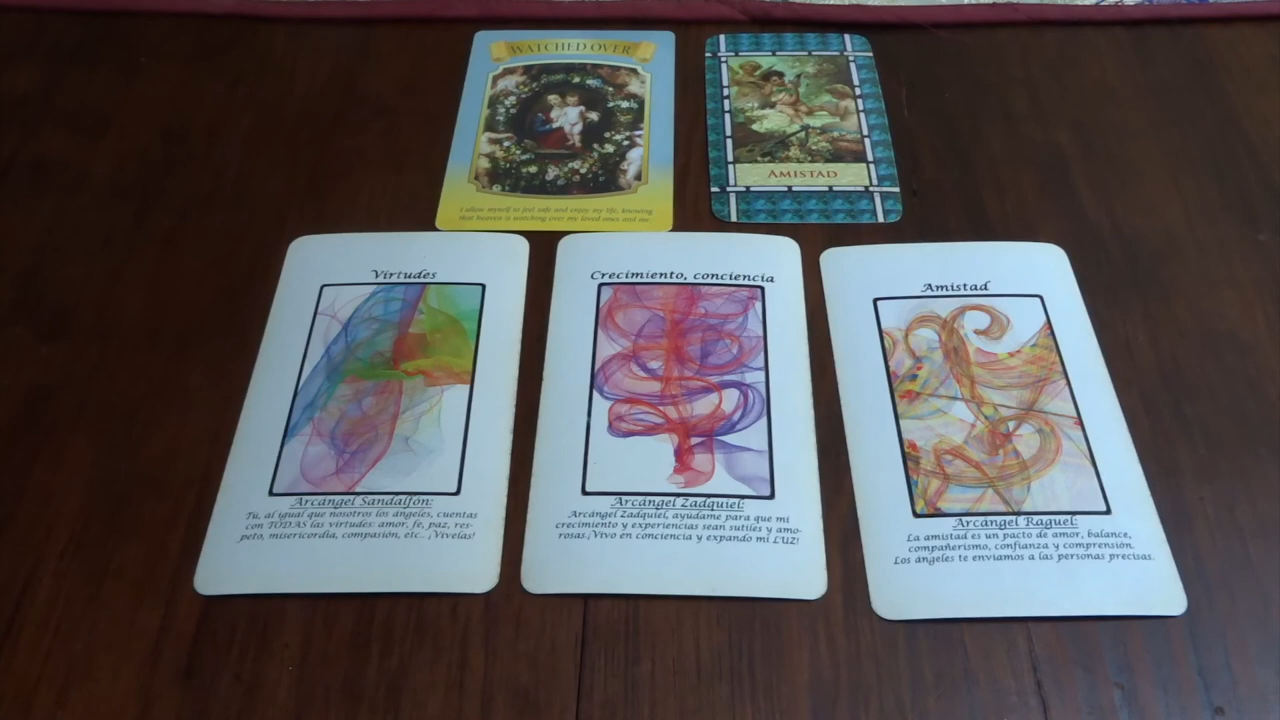 WATCHED OVER
I allow myself to feel safe and enjoy my life, knowing
that heaven is watching over my loved ones and me.
AMISTAD
Virtudes
Arcángel Sandalfón:
Tú, al igual que nosotros los ángeles, cuentas
con TODAS las virtudes: amor, fe, paz, res-
peto, misericordia, compasión, etc.. ¡Vívelas!
Crecimiento, conciencia
Arcángel Zadquiel:
Arcángel Zadquiel, ayúdame para que mi
crecimiento y experiencias sean sutiles y amo-
rosas.¡Vivo en conciencia y expando mi LUZ!
Amistad
Arcángel Raguel:
La amistad es un pacto de amor, balance,
compañerismo, confianza y comprensión.
Los ángeles te enviamos a las personas precisas.